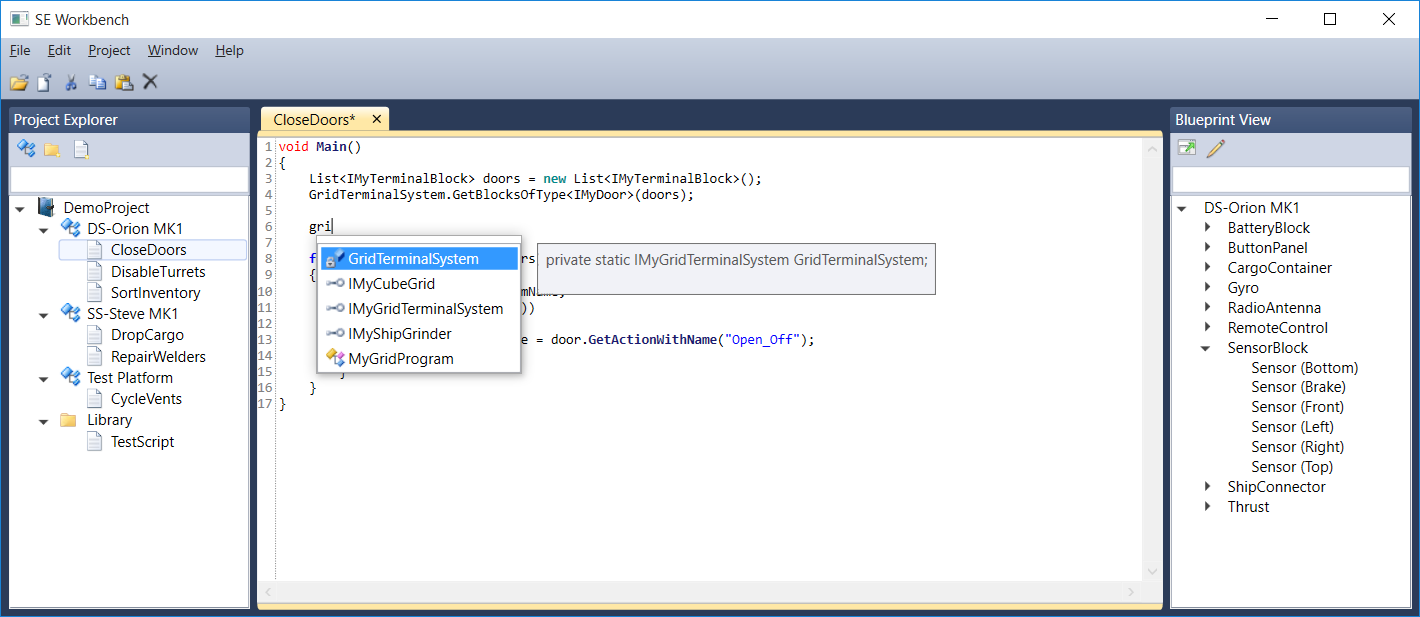 SE Workbench
File Edit Project Window Help
Project Explorer
DemoProject
DS-Orion MK1
CloseDoors
DisableTurrets
SortInventory
SS-Steve MK1
DropCargo
RepairWelders
Test Platform
CycleVents
Library
TestScript
CloseDoors*
1 void Main()
2 {
3 List<IMyTerminalBlock> doors = new List<IMyTerminalBlock>();
4 GridTerminalSystem.GetBlocksOfType<IMyDoor>(doors);
5
6 gri
7
8 f rs
9 {
10 mName
11 ))
12
13 e = door.GetActionWithName("Open_Off");
14
15 }
16 }
17 }
GridTerminalSystem
IMyCubeGrid
IMyGridTerminalSystem
IMyShipGrinder
MyGridProgram
private static IMyGridTerminalSystem GridTerminalSystem;
Blueprint View
DS-Orion MK1
BatteryBlock
ButtonPanel
CargoContainer
Gyro
RadioAntenna
RemoteControl
SensorBlock
Sensor (Bottom)
Sensor (Brake)
Sensor (Front)
Sensor (Left)
Sensor (Right)
Sensor (Top)
ShipConnector
Thrust